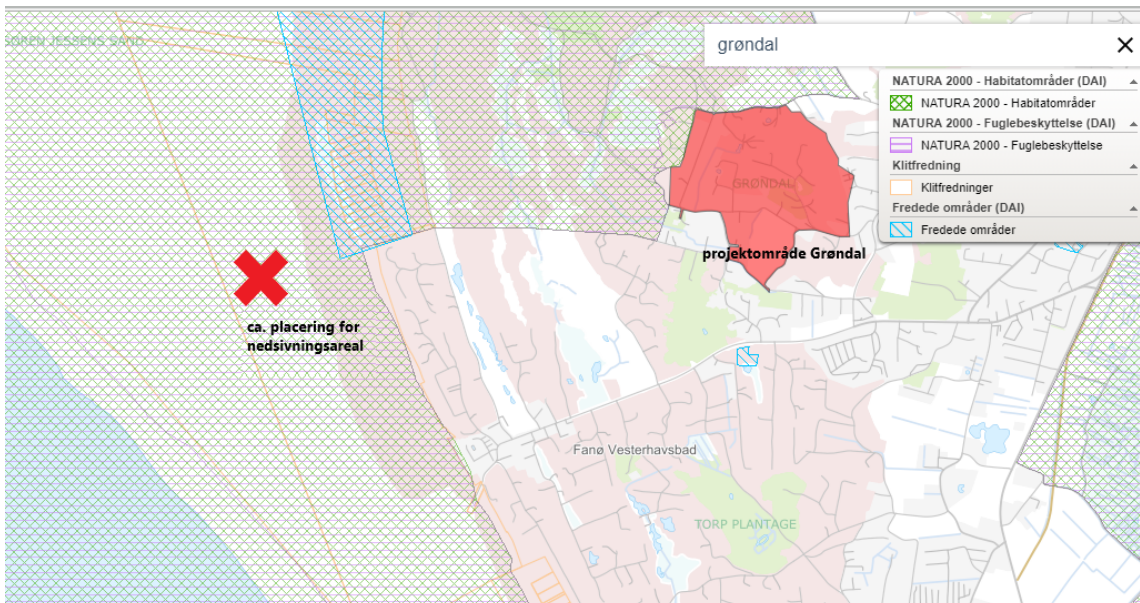 SØREN JESSENS SAND
grøndal
NATURA 2000 - Habitatområder (DAI)
NATURA 2000 - Habitatområder
NATURA 2000 - Fuglebeskyttelse (DAI)
NATURA 2000 - Fuglebeskyttelse
Klitfredning
Klitfredninger
Fredede områder (DAI)
Fredede områder
GRØNDAL
projektområde Grøndal
ca. placering for
nedsivningsareal
Fanø Vesterhavsbad
TORP PLANTAGE